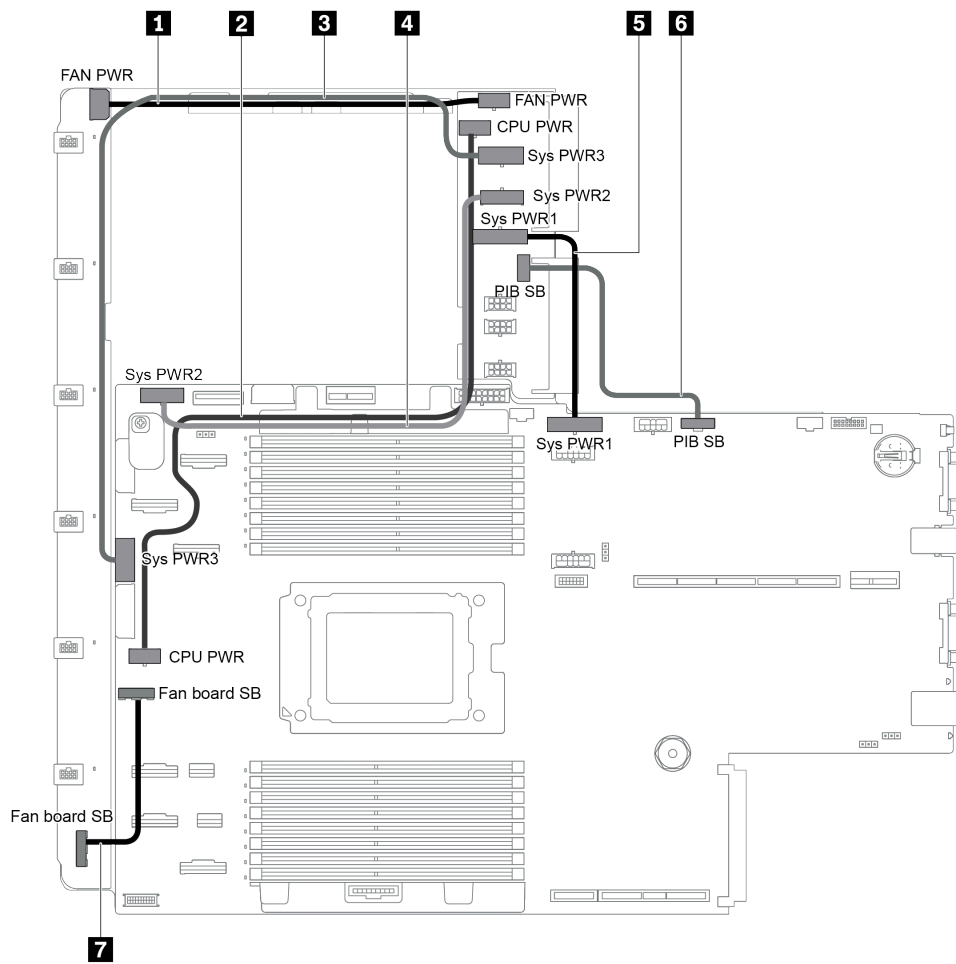 1 2 3 4 5 6
FAN PWR
FAN PWR
CPU PWR
Sys PWR3
Sys PWR2
Sys PWR1
PIB SB
Sys PWR2
Sys PWR1
PIB SB
Sys PWR3
CPU PWR
Fan board SB
Fan board SB
7